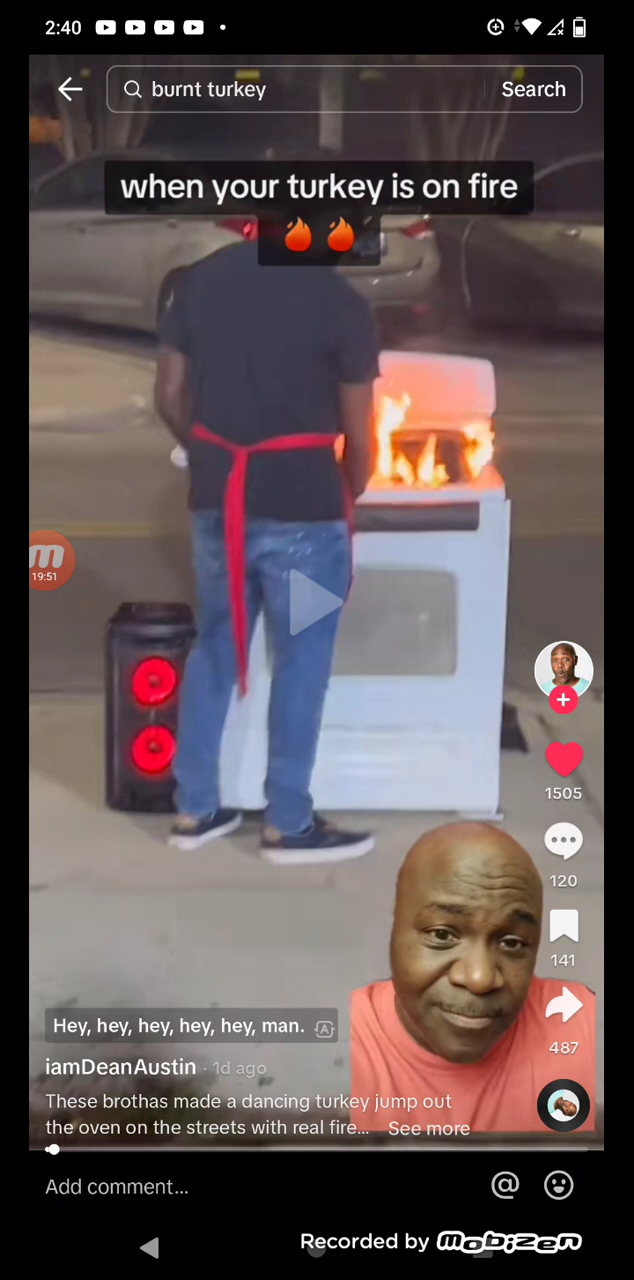 2:40
burnt turkey
Search
when your turkey is on fire
🔥 🔥
m
19:51
1505
120
141
487
Hey, hey, hey, hey, hey, man.
A
iamDeanAustin · 1d ago
These brothas made a dancing turkey jump out
the oven on the streets with real fire... See more
Add comment...
@
Recorded by mobizen